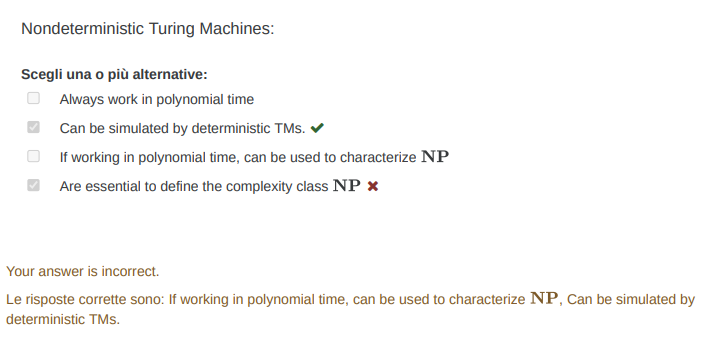 Nondeterministic Turing Machines:
Scegli una o più alternative:
Always work in polynomial time
Can be simulated by deterministic TMs.
If working in polynomial time, can be used to characterize NP
Are essential to define the complexity class NP
Your answer is incorrect.
Le risposte corrette sono: If working in polynomial time, can be used to characterize NP, Can be simulated by
deterministic TMs.